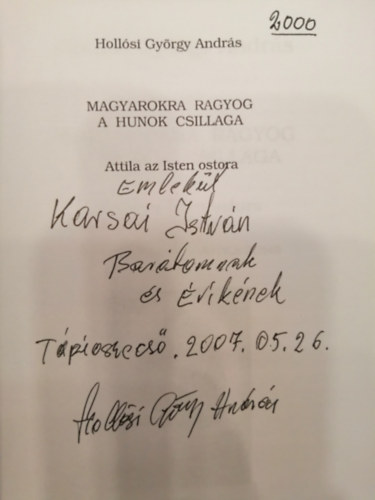 2000
Hollósi György András
MAGYAROKRA RAGYOG
A HUNOK CSILLAGA
Attila az Isten ostora
Emlékül
Karsai István
Barátomnak
és Évikének
Tápiószecső, 2007. 05. 26.
Hollósi György András